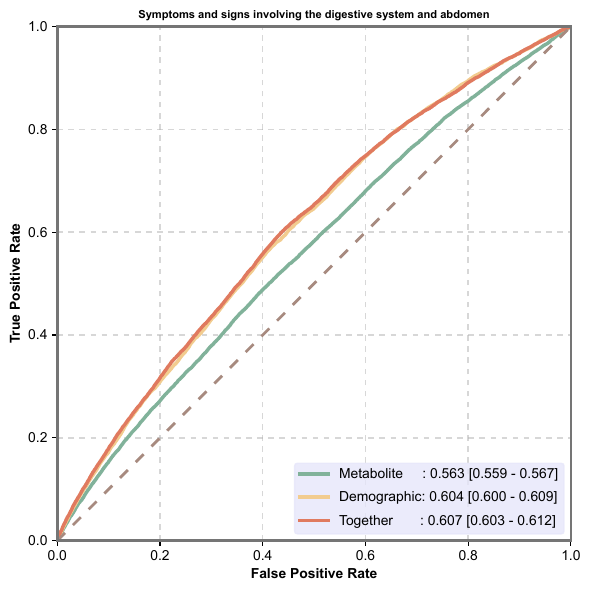 Symptoms and signs involving the digestive system and abdomen
True Positive Rate
1.0
0.8
0.6
0.4
0.2
0.0
Metabolite : 0.563 [0.559 - 0.567]
Demographic: 0.604 [0.600 - 0.609]
Together : 0.607 [0.603 - 0.612]
0.0 0.2 0.4 0.6 0.8 1.0
False Positive Rate